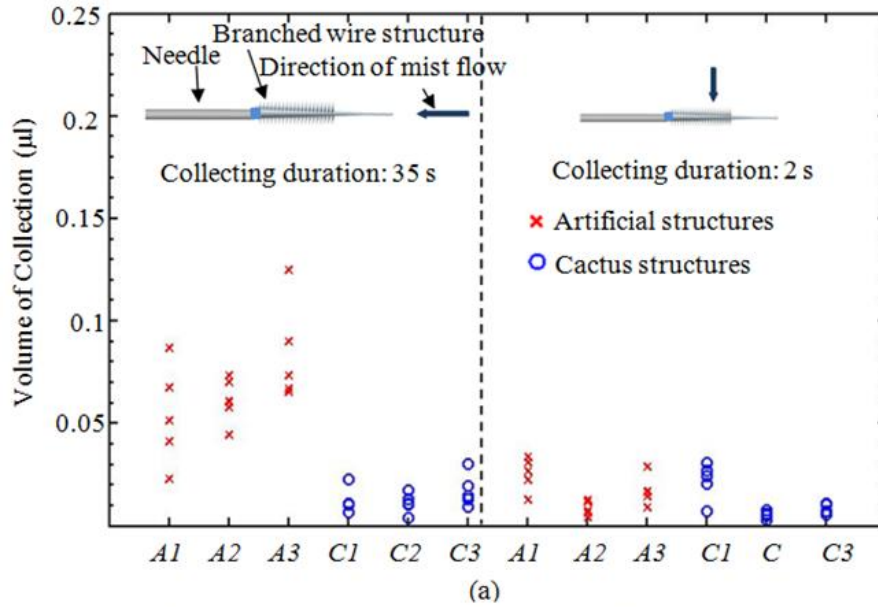 0.25
Branched wire structure
Needle
Direction of mist flow
0.2
Collecting duration: 35 s
Collecting duration: 2 s
0.15
× Artificial structures
Cactus structures
0.1
0.05
Volume of Collection (μl)
A1 A2 A3 C1 C2 C3 A1 A2 A3 C1 C C3
(a)